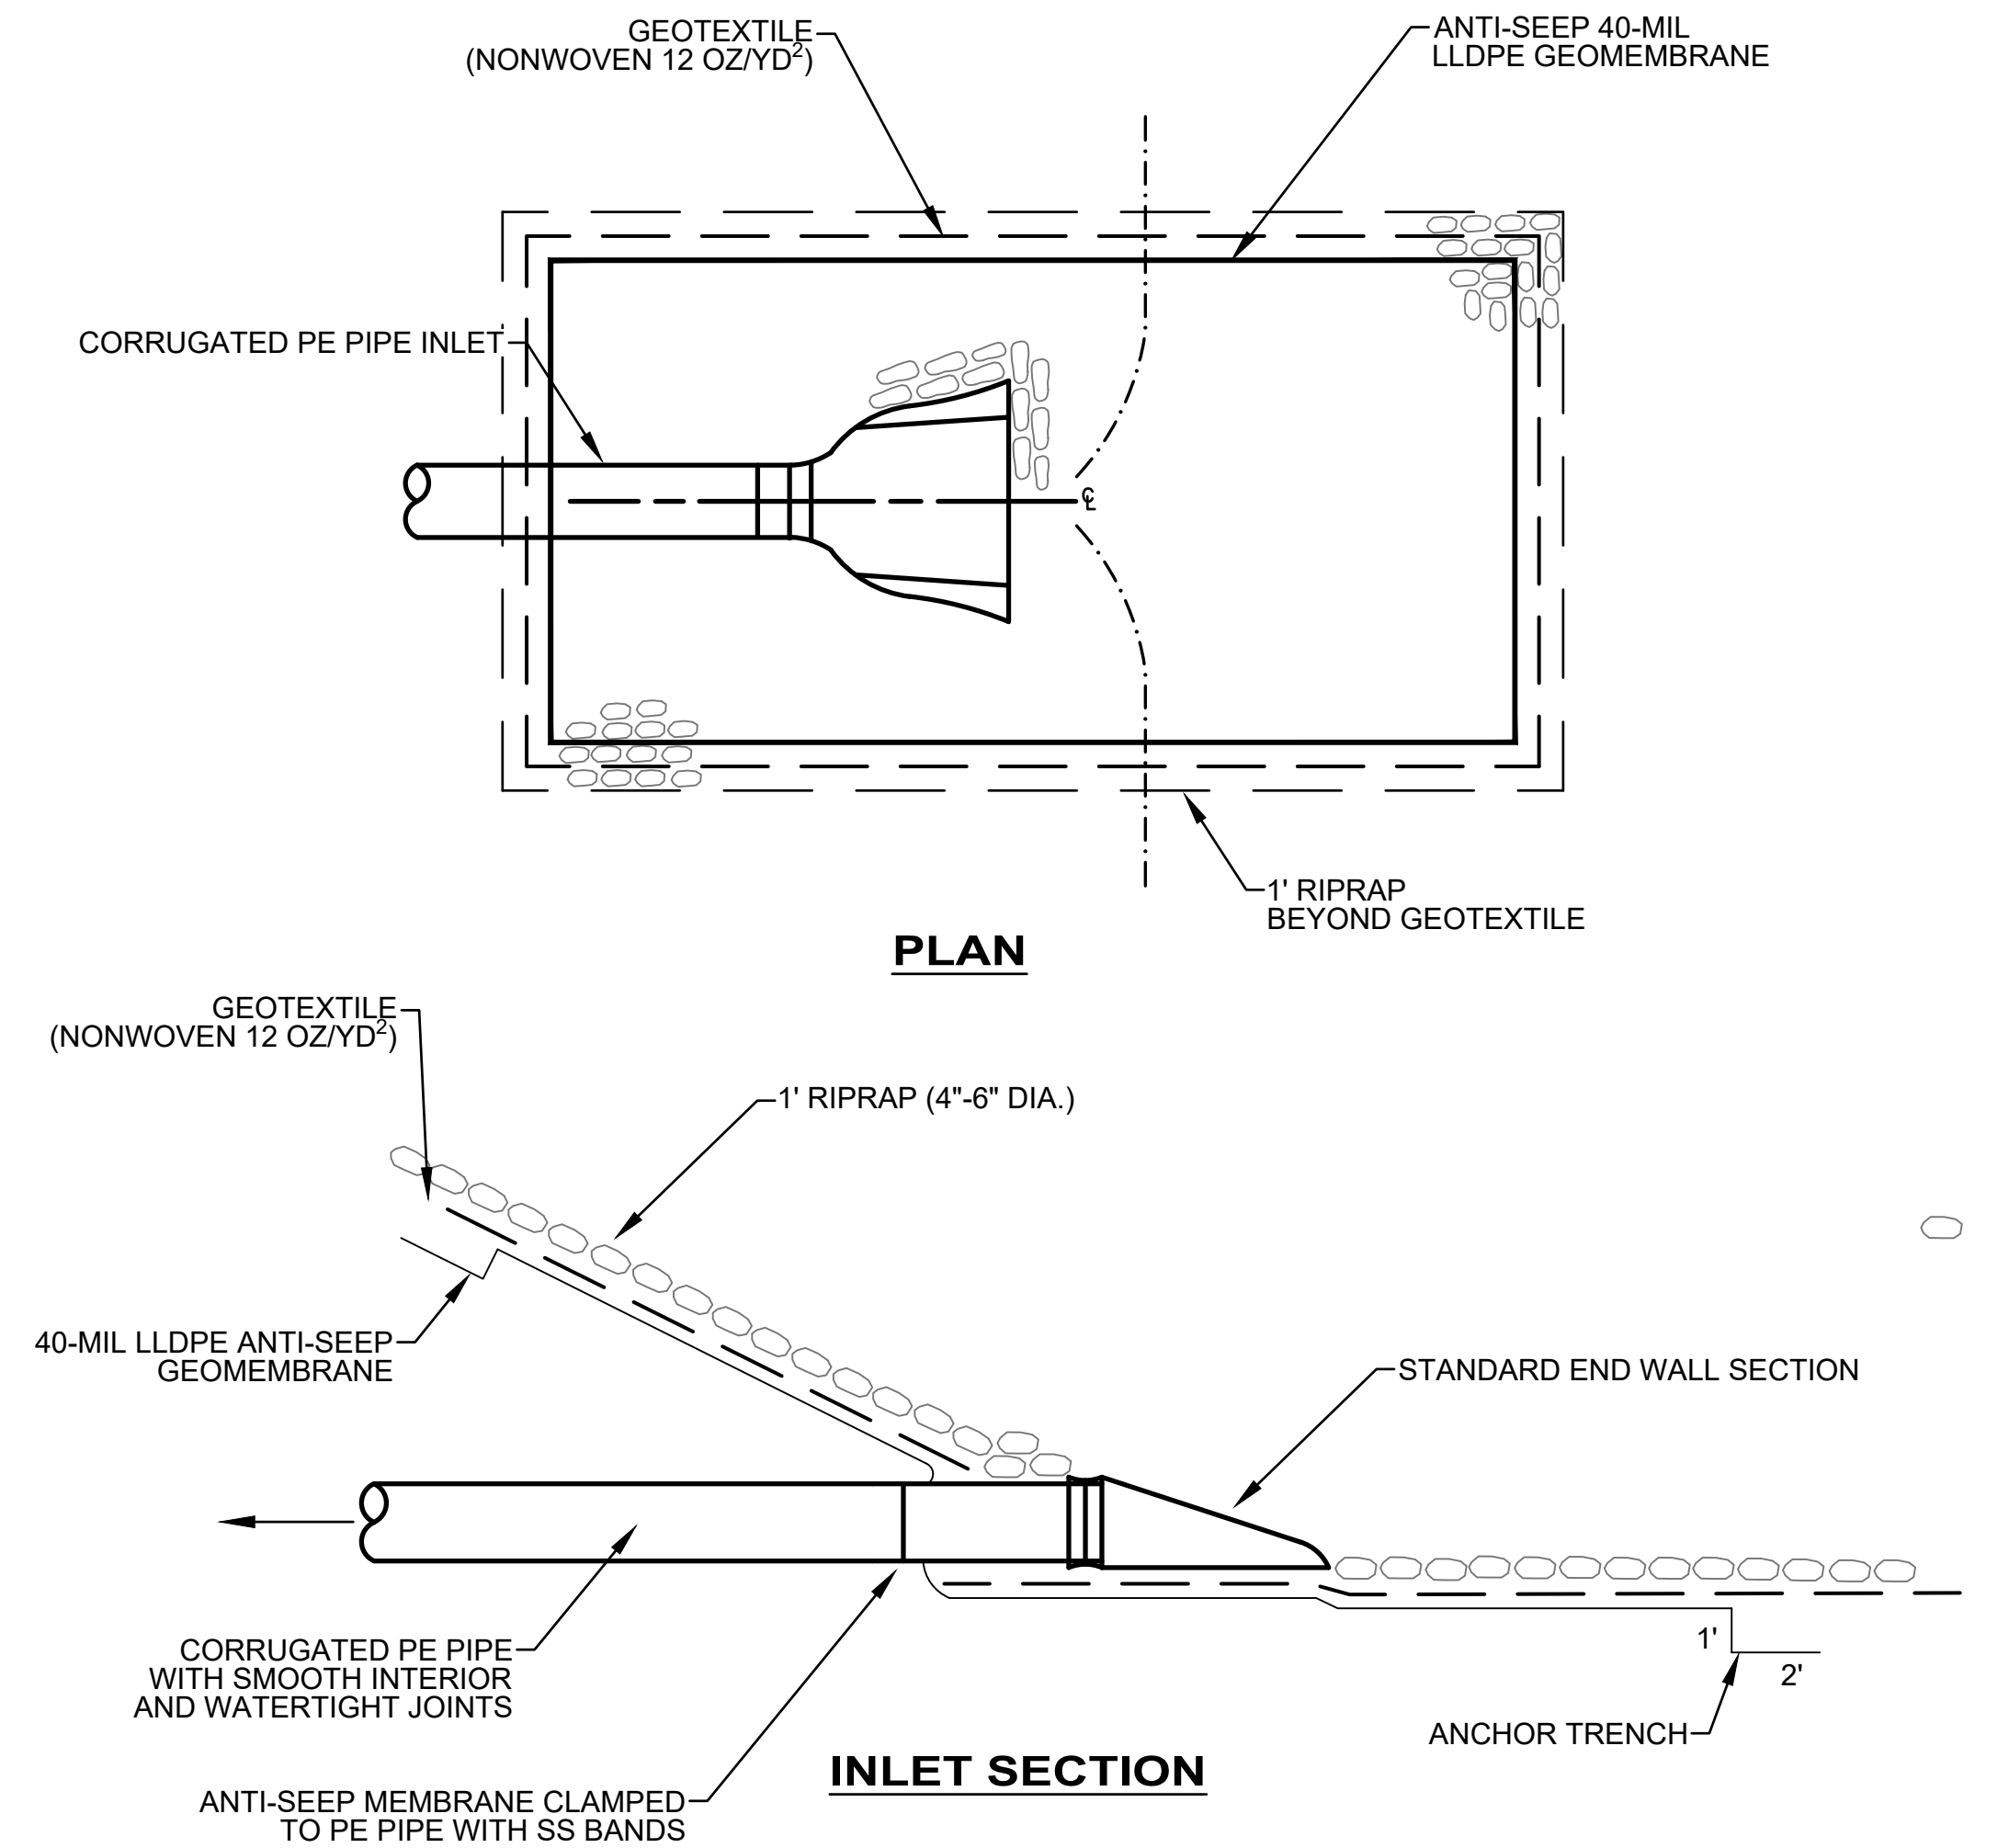 GEOTEXTILE
(NONWOVEN 12 OZ/YD²)
ANTI-SEEP 40-MIL
LLDPE GEOMEMBRANE
CORRUGATED PE PIPE INLET
℄
1' RIPRAP
BEYOND GEOTEXTILE
PLAN
GEOTEXTILE
(NONWOVEN 12 OZ/YD²)
1' RIPRAP (4"-6" DIA.)
40-MIL LLDPE ANTI-SEEP
GEOMEMBRANE
STANDARD END WALL SECTION
CORRUGATED PE PIPE
WITH SMOOTH INTERIOR
AND WATERTIGHT JOINTS
1'
2'
ANCHOR TRENCH
INLET SECTION
ANTI-SEEP MEMBRANE CLAMPED
TO PE PIPE WITH SS BANDS